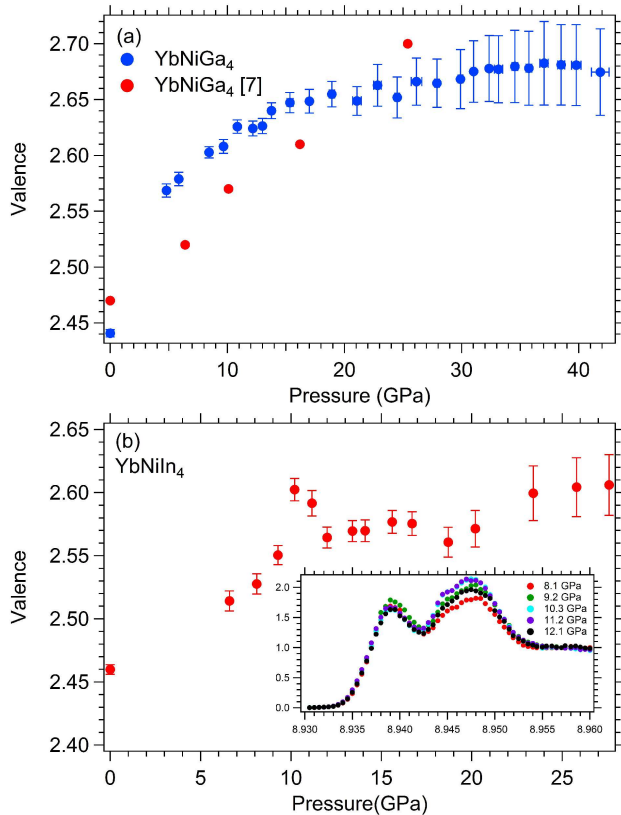 (a)
YbNiGa4
YbNiGa4 [7]
2.70
2.65
2.60
2.55
2.50
2.45
Valence
0 10 20 30 40
Pressure (GPa)
(b)
YbNiIn4
2.65
2.60
2.55
2.50
2.45
2.40
Valence
8.1 GPa
9.2 GPa
10.3 GPa
11.2 GPa
12.1 GPa
2.0
1.5
1.0
0.5
0.0
8.930 8.935 8.940 8.945 8.950 8.955 8.960
0 5 10 15 20 25
Pressure(GPa)